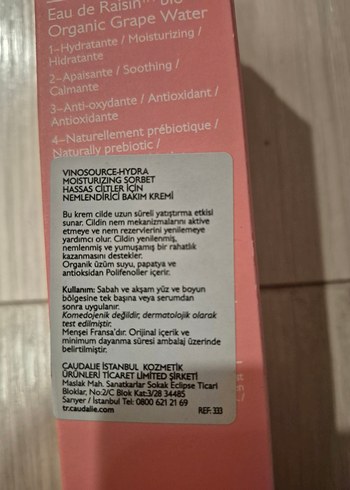 Eau de Raisin™ bio
Organic Grape Water
1-Hydratante / Moisturizing /
Hidratante
2-Apaisante / Soothing /
Calmante
3-Anti-oxydante / Antioxidant /
Antioxidante
4-Naturellement prébiotique /
Naturally prebiotic /
VINOSOURCE-HYDRA
MOISTURIZING SORBET
HASSAS CİLTLER İÇİN
NEMLENDİRİCİ BAKIM KREMİ
Bu krem cilde uzun süreli yatıştırma etkisi
sunar. Cildin nem mekanizmalarını aktive
etmeye ve nem rezervlerini yenilemeye
yardımcı olur. Cildin yenilenmiş,
nemlenmiş ve yumuşamış bir rahatlık
kazanmasını destekler.
Organik üzüm suyu, papatya ve
antioksidan Polifenoller içerir.
Kullanım: Sabah ve akşam yüz ve boyun
bölgesine tek başına veya serumdan
sonra uygulanır.
Komedojenik değildir, dermatolojik olarak
test edilmiştir.
Menşei Fransa'dır. Orijinal içerik ve
minimum dayanma süresi ambalaj üzerinde
belirtilmiştir.
CAUDALIE İSTANBUL KOZMETİK
ÜRÜNLERİ TİCARET LİMİTED ŞİRKETİ
Maslak Mah. Sanatkarlar Sokak Eclipse Ticari
Bloklar, No:2/C Blok Kat:3/28 34485
Sarıyer / İstanbul Tel: 0800 621 21 69
tr.caudalie.com REF: 333